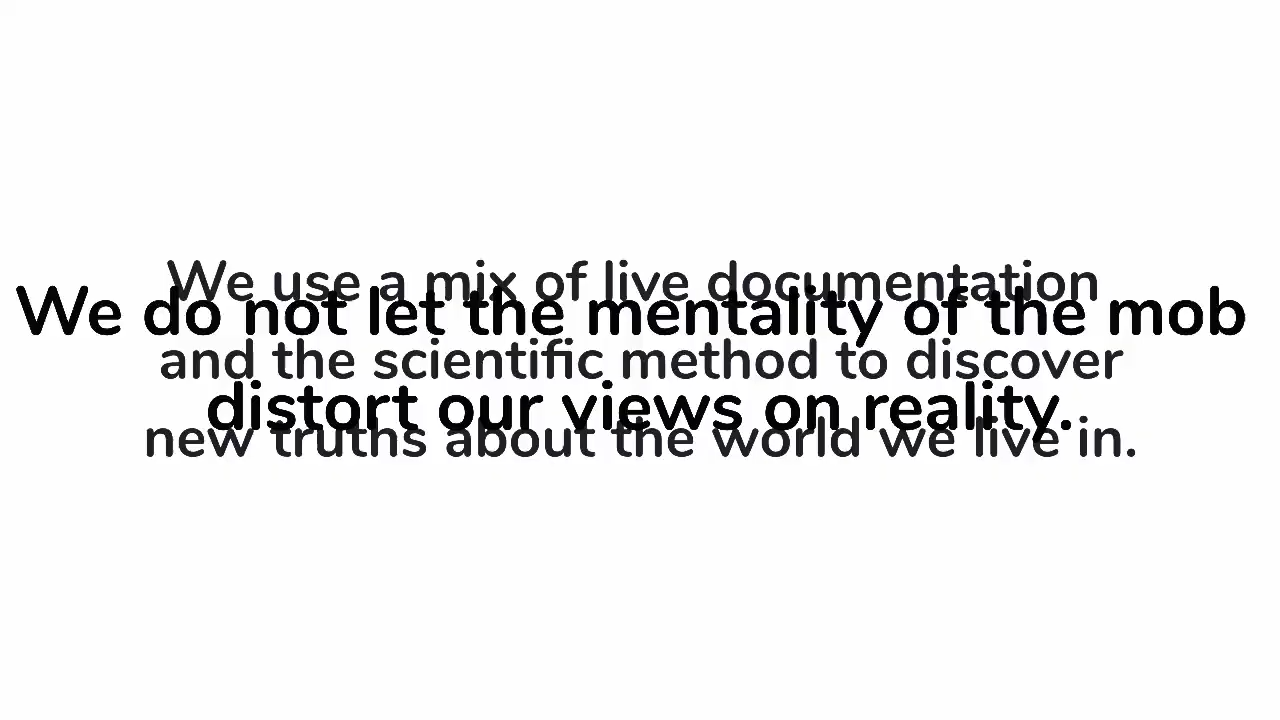 We use a mix of live documentation
We do not let the mentality of the mob
and the scientific method to discover
distort our views on reality.
new truths about the world we live in.